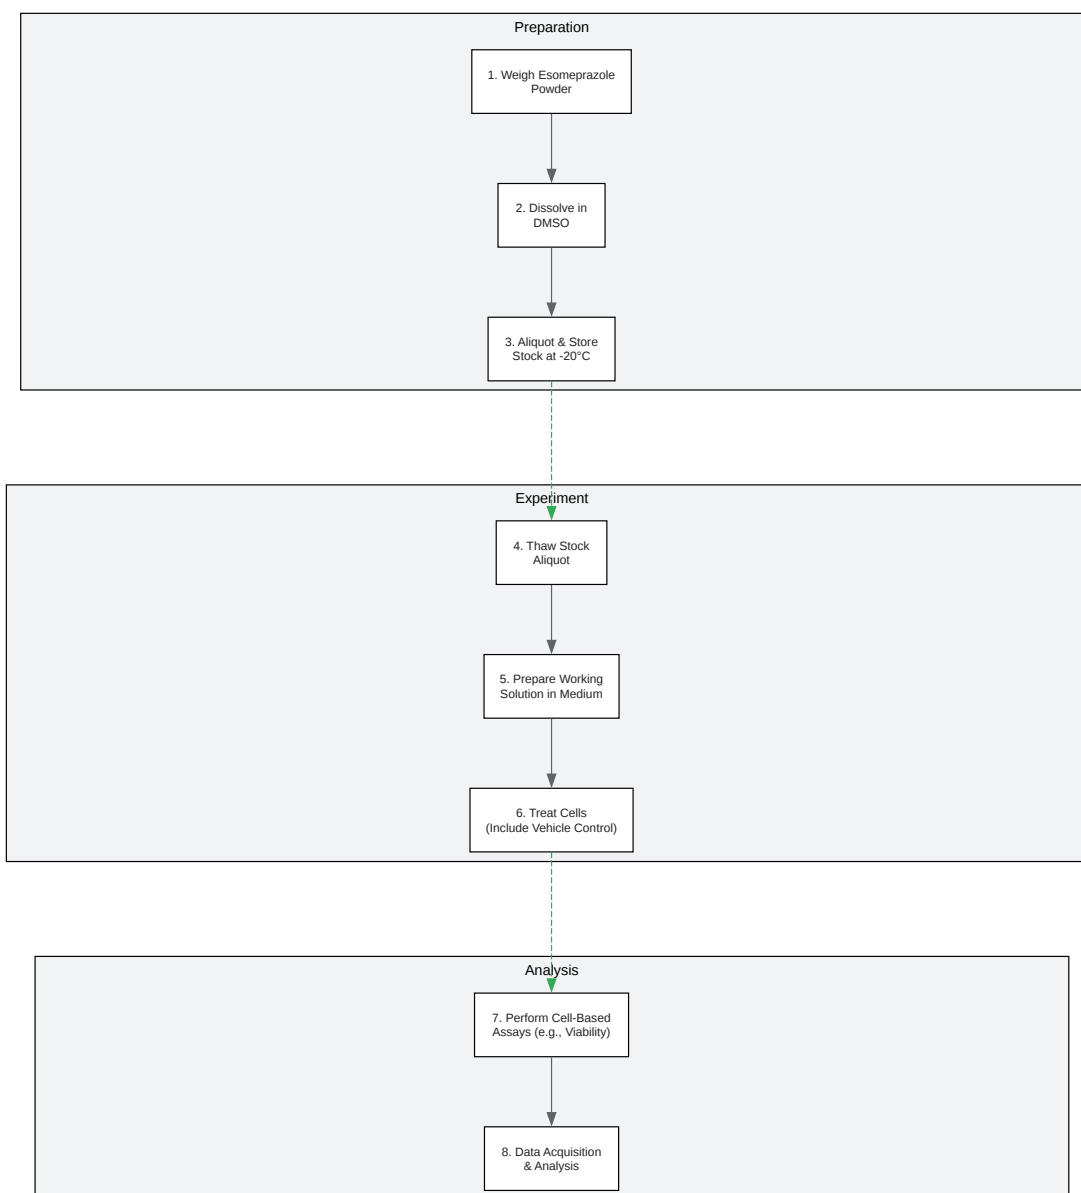 Preparation
1. Weigh Esomeprazole
Powder
2. Dissolve in
DMSO
3. Aliquot & Store
Stock at -20°C
Experiment
4. Thaw Stock
Aliquot
5. Prepare Working
Solution in Medium
6. Treat Cells
(Include Vehicle Control)
Analysis
7. Perform Cell-Based
Assays (e.g., Viability)
8. Data Acquisition
& Analysis